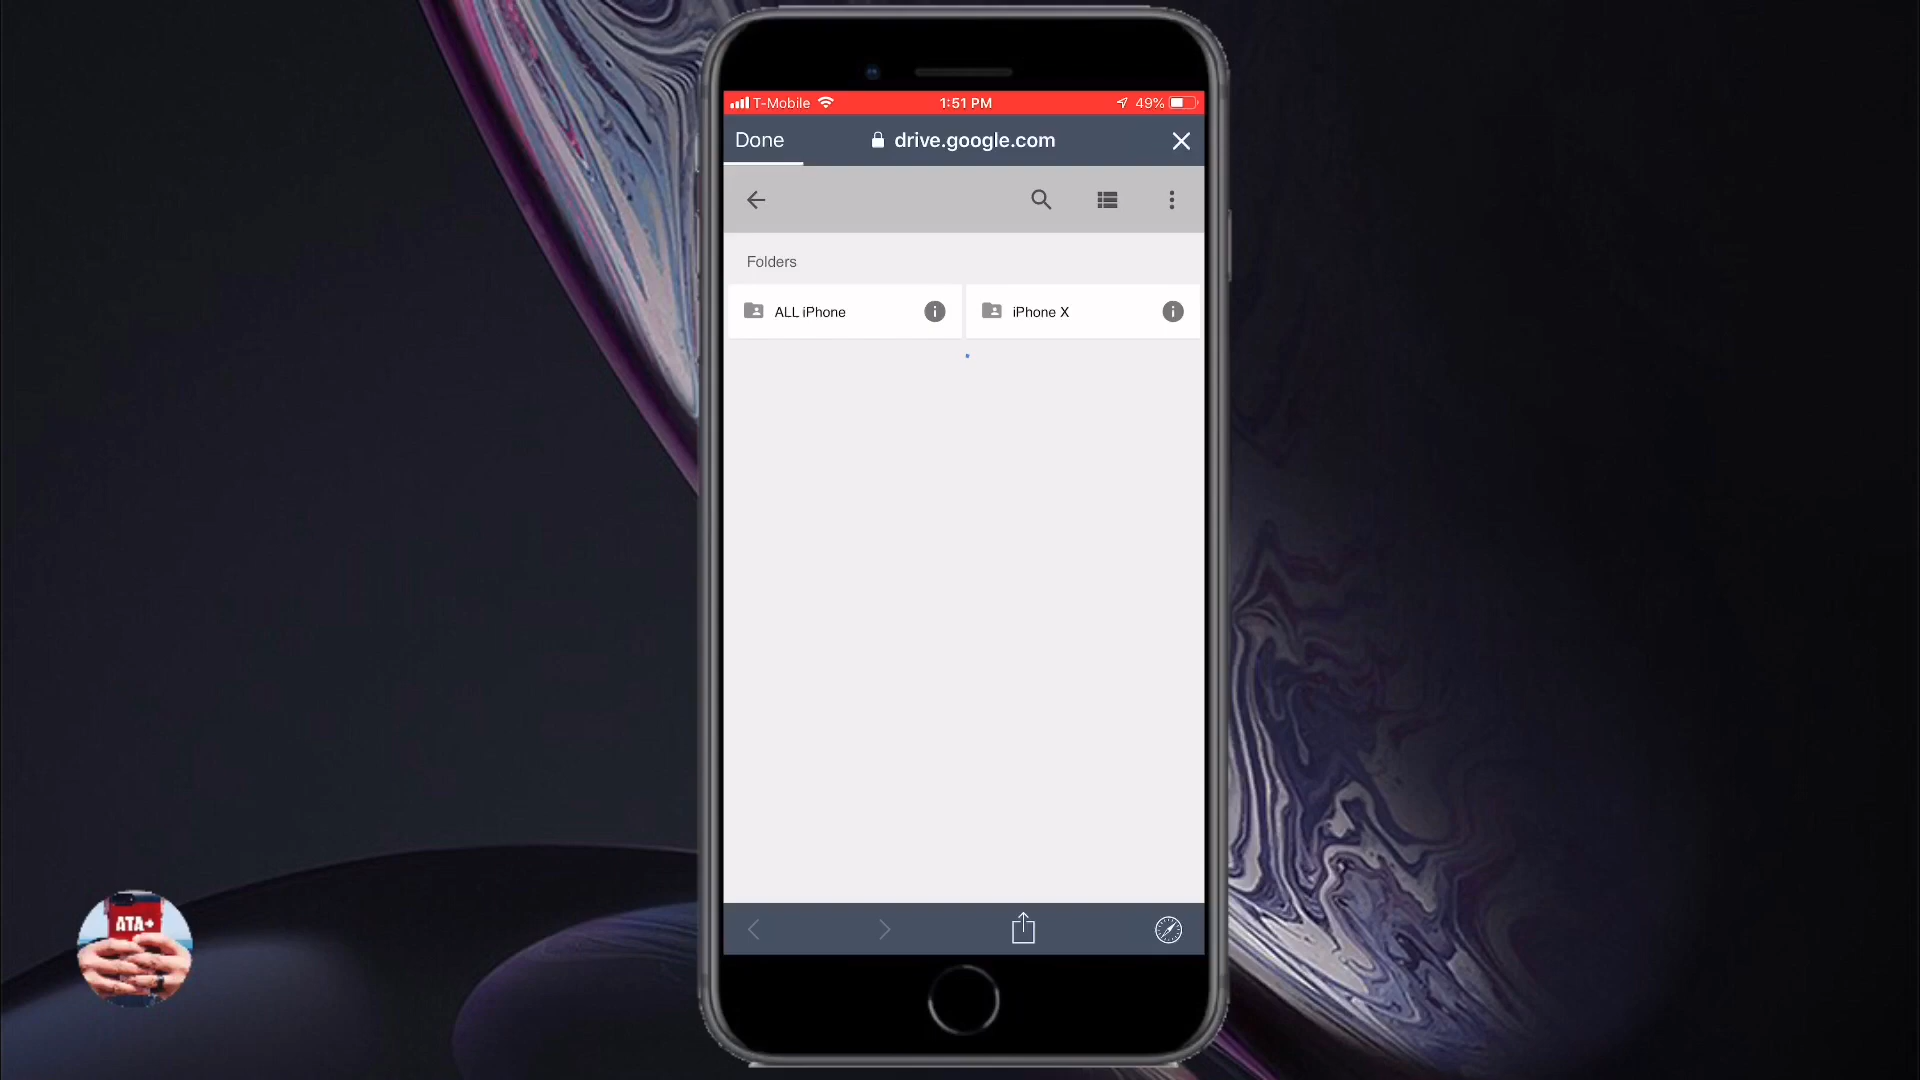 T-Mobile 1:51 PM 49%
Done drive.google.com
Folders
ALL iPhone iPhone X
ATA+